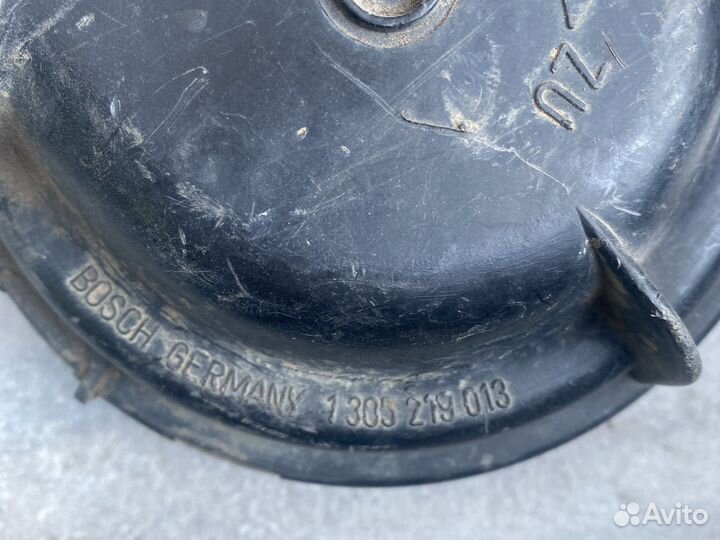 ZU
BOSCH GERMANY 1 305 219 013
Avito